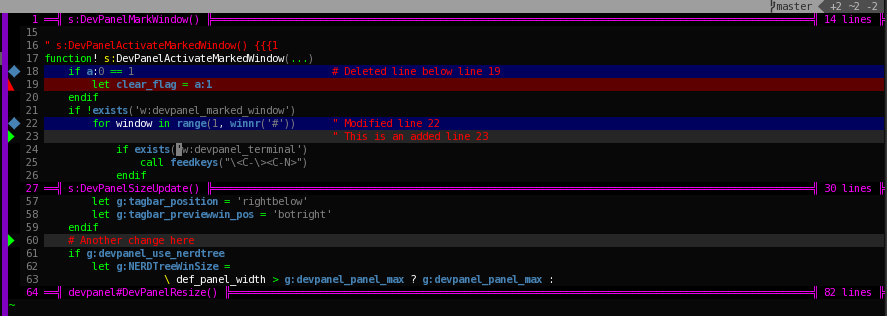 master +2 ~2 -2
1 s:DevPanelMarkWindow() 14 lines
15
16 " s:DevPanelActivateMarkedWindow() {{{1
17 function! s:DevPanelActivateMarkedWindow(...)
18 if a:0 == 1 # Deleted line below line 19
19 let clear_flag = a:1
20 endif
21 if !exists('w:devpanel_marked_window')
22 for window in range(1, winnr('#')) " Modified line 22
23 " This is an added line 23
24 if exists('w:devpanel_terminal')
25 call feedkeys("\<C-\><C-N>")
26 endif
27 s:DevPanelSizeUpdate() 30 lines
57 let g:tagbar_position = 'rightbelow'
58 let g:tagbar_previewwin_pos = 'botright'
59 endif
60 # Another change here
61 if g:devpanel_use_nerdtree
62 let g:NERDTreeWinSize =
63 \ def_panel_width > g:devpanel_panel_max ? g:devpanel_panel_max :
64 devpanel#DevPanelResize() 82 lines
~